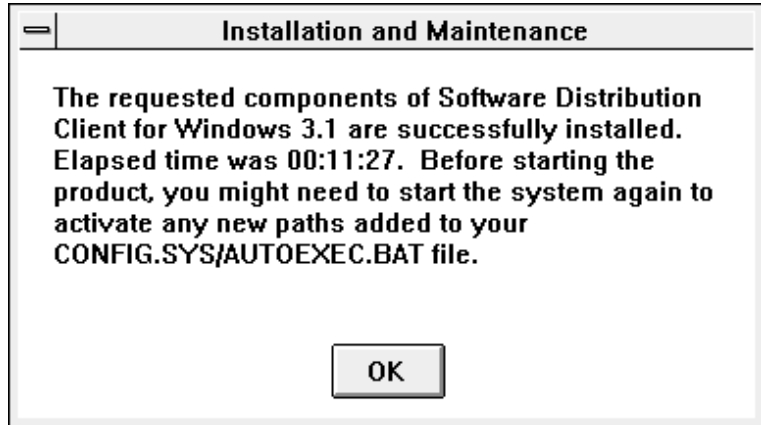 Installation and Maintenance
The requested components of Software Distribution
Client for Windows 3.1 are successfully installed.
Elapsed time was 00:11:27.  Before starting the
product, you might need to start the system again to
activate any new paths added to your
CONFIG.SYS/AUTOEXEC.BAT file.
OK